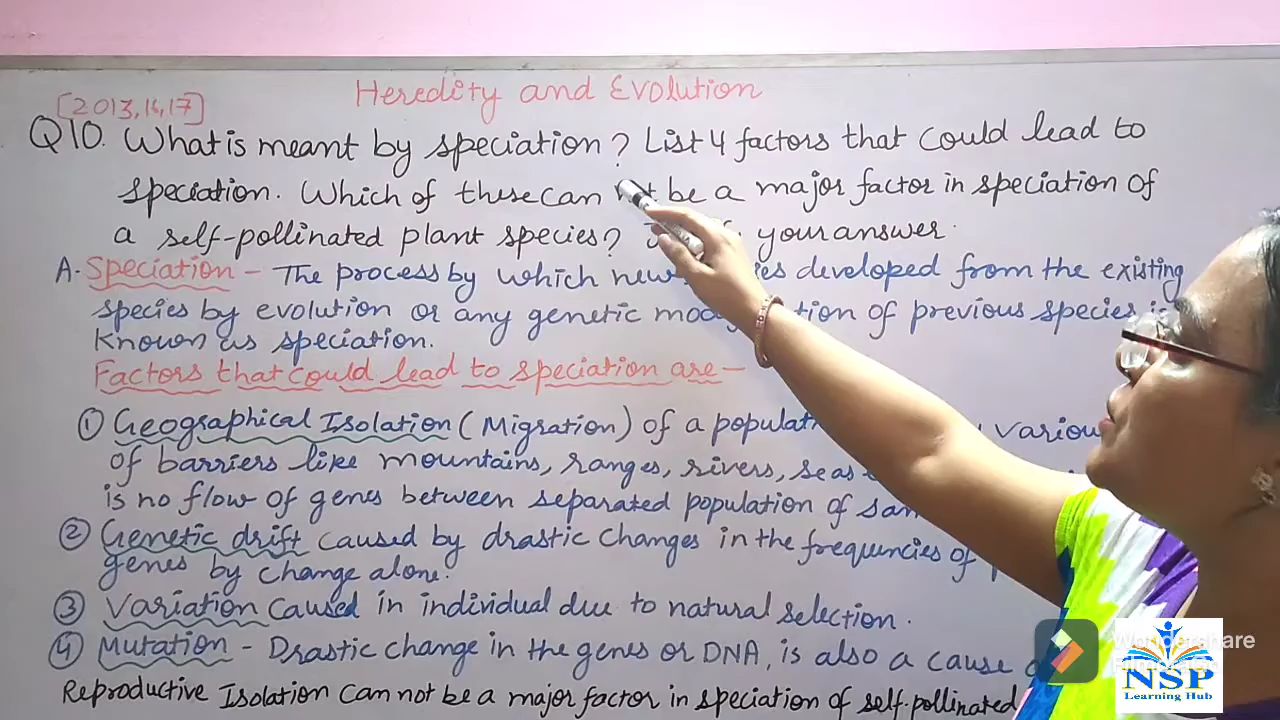 Heredity and Evolution
[2013,16,17]
Q10. What is meant by speciation? List 4 factors that could lead to
speciation. Which of these can be a major factor in speciation of
a self-pollinated plant species? your answer.
A. Speciation - The process by which new developed from the existing
species by evolution or any genetic of previous species is
known as speciation.
Factors that could lead to speciation are-
① Geographical Isolation (Migration) of a various
of barriers like mountains, ranges, rivers, seas
is no flow of genes between separated population of
② Genetic drift caused by drastic changes in the frequencies of
genes by change alone.
③ Variation caused in individual due to natural selection.
④ Mutation - Drastic change in the genes or DNA, is also a cause
Reproductive Isolation can not be a major factor in speciation of self-pollinated
Wondershare
NSP
Learning Hub